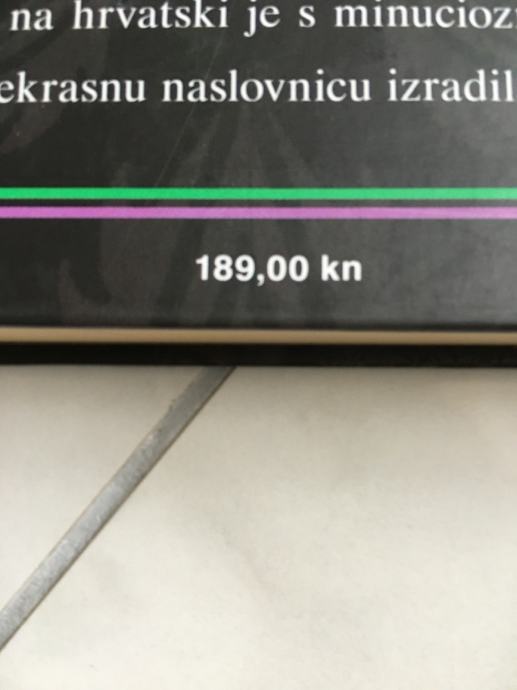 na hrvatski je s minucioz
ekrasnu naslovnicu izradil
189,00 kn